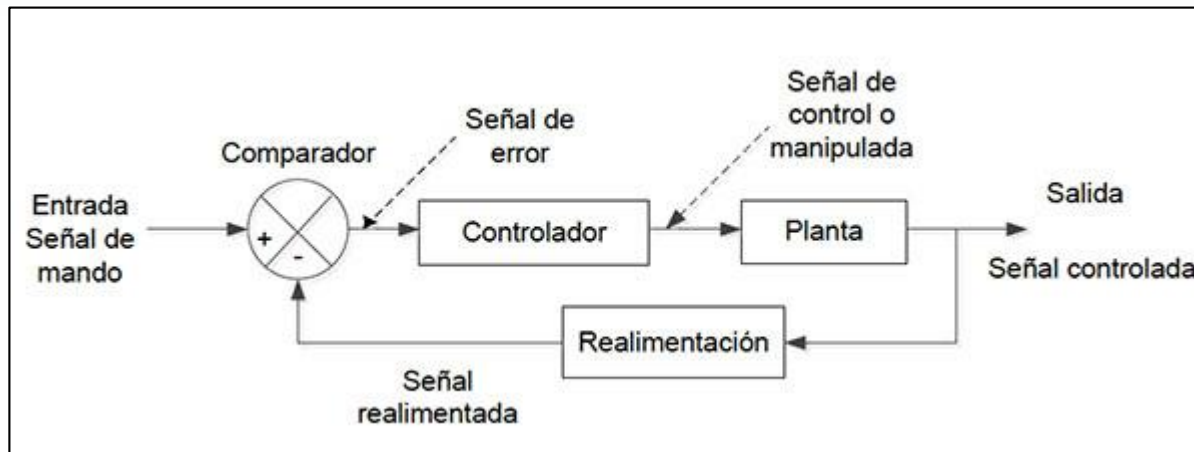 Entrada
Señal de
mando
Comparador
+
-
Señal de
error
Controlador
Señal de
control o
manipulada
Planta
Salida
Señal controlada
Realimentación
Señal
realimentada